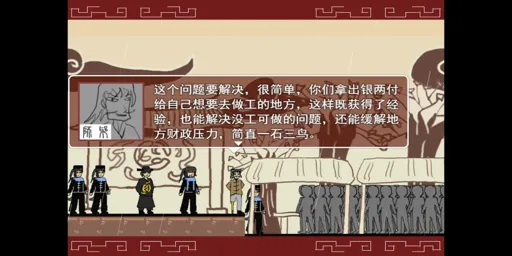 这个问题要解决，很简单，你们拿出银两付
给自己想要去做工的地方，这样既获得了经
验，也能解决没工可做的问题，还能缓解地
方财政压力，简直一石三鸟。